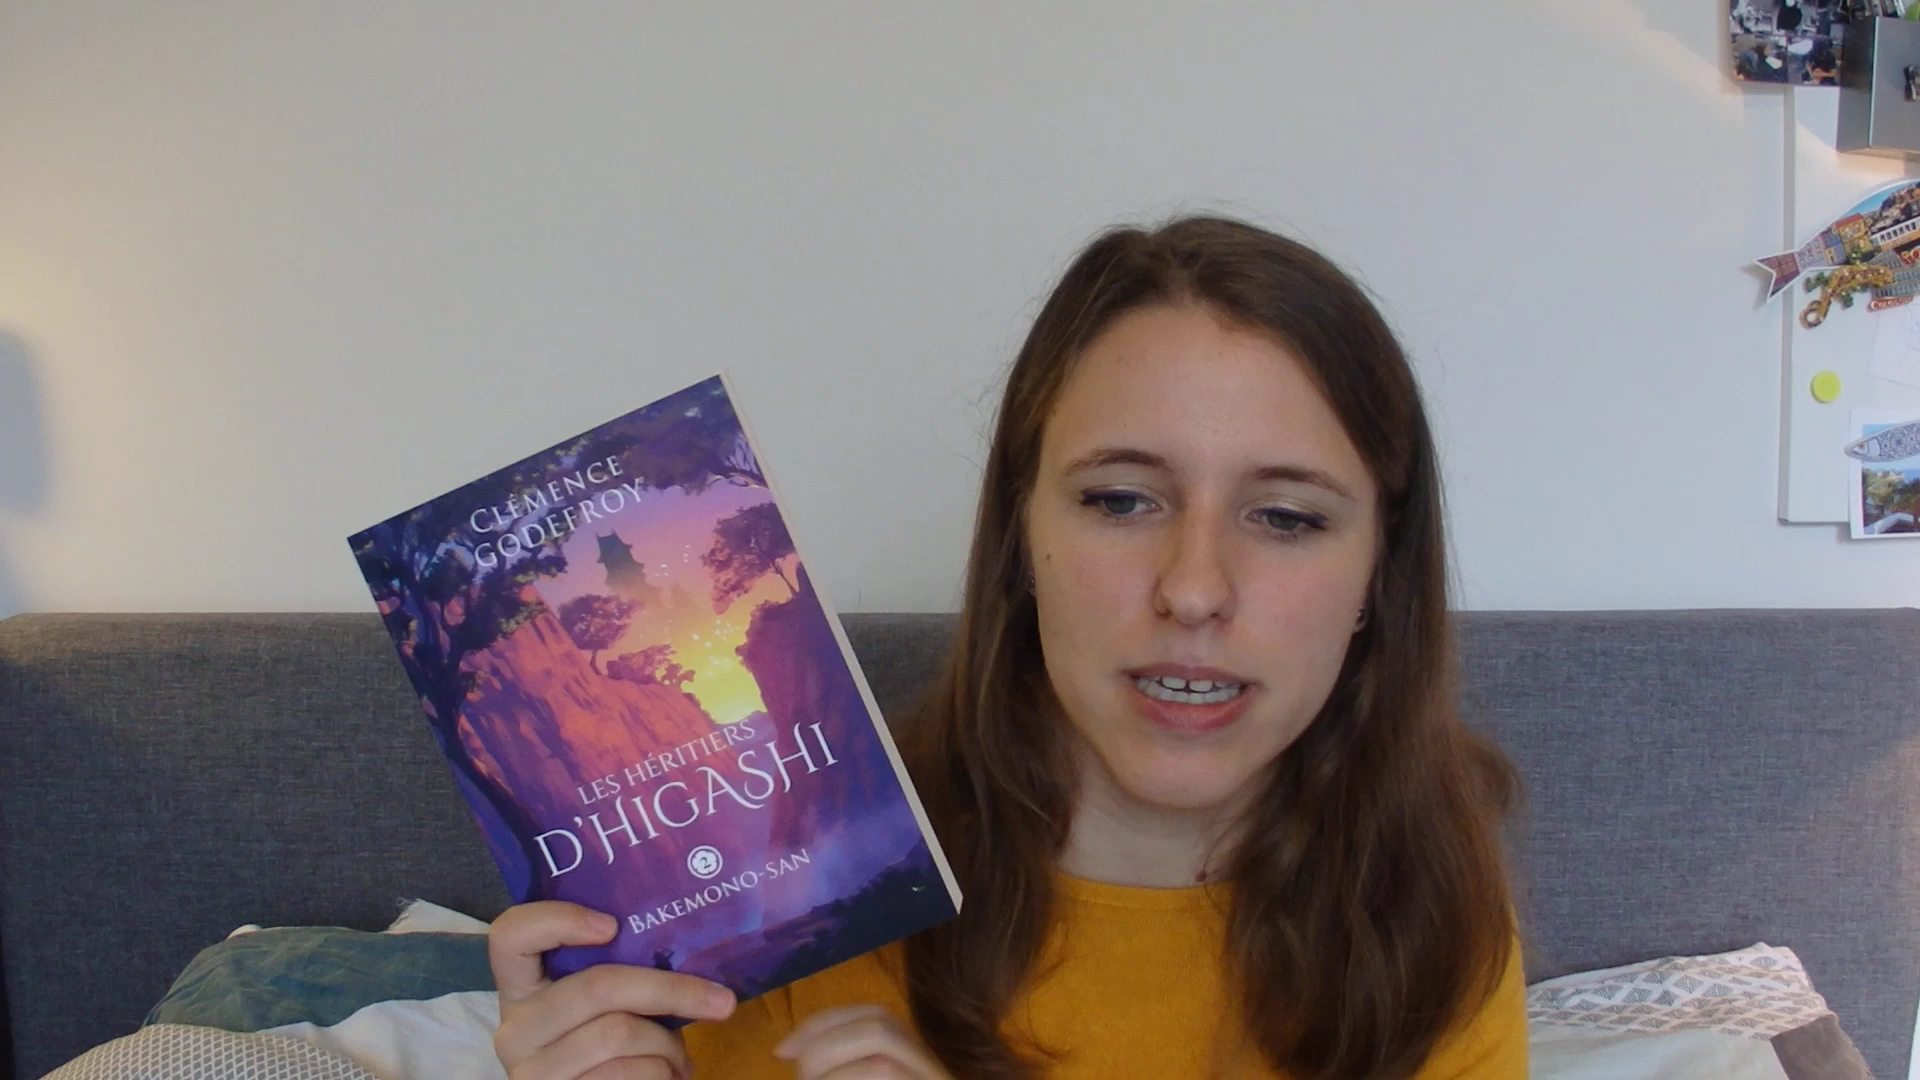 CLÉMENCE
GODEFROY
LES HÉRITIERS
D'HIGASHI
2
BAKEMONO-SAN